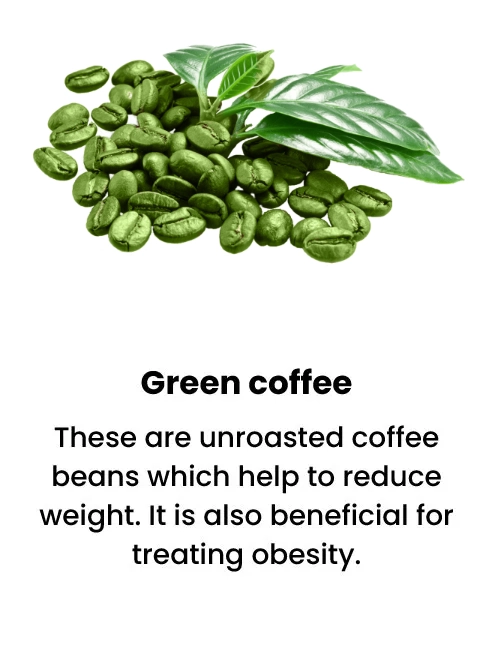 Green coffee
These are unroasted coffee
beans which help to reduce
weight. It is also beneficial for
treating obesity.